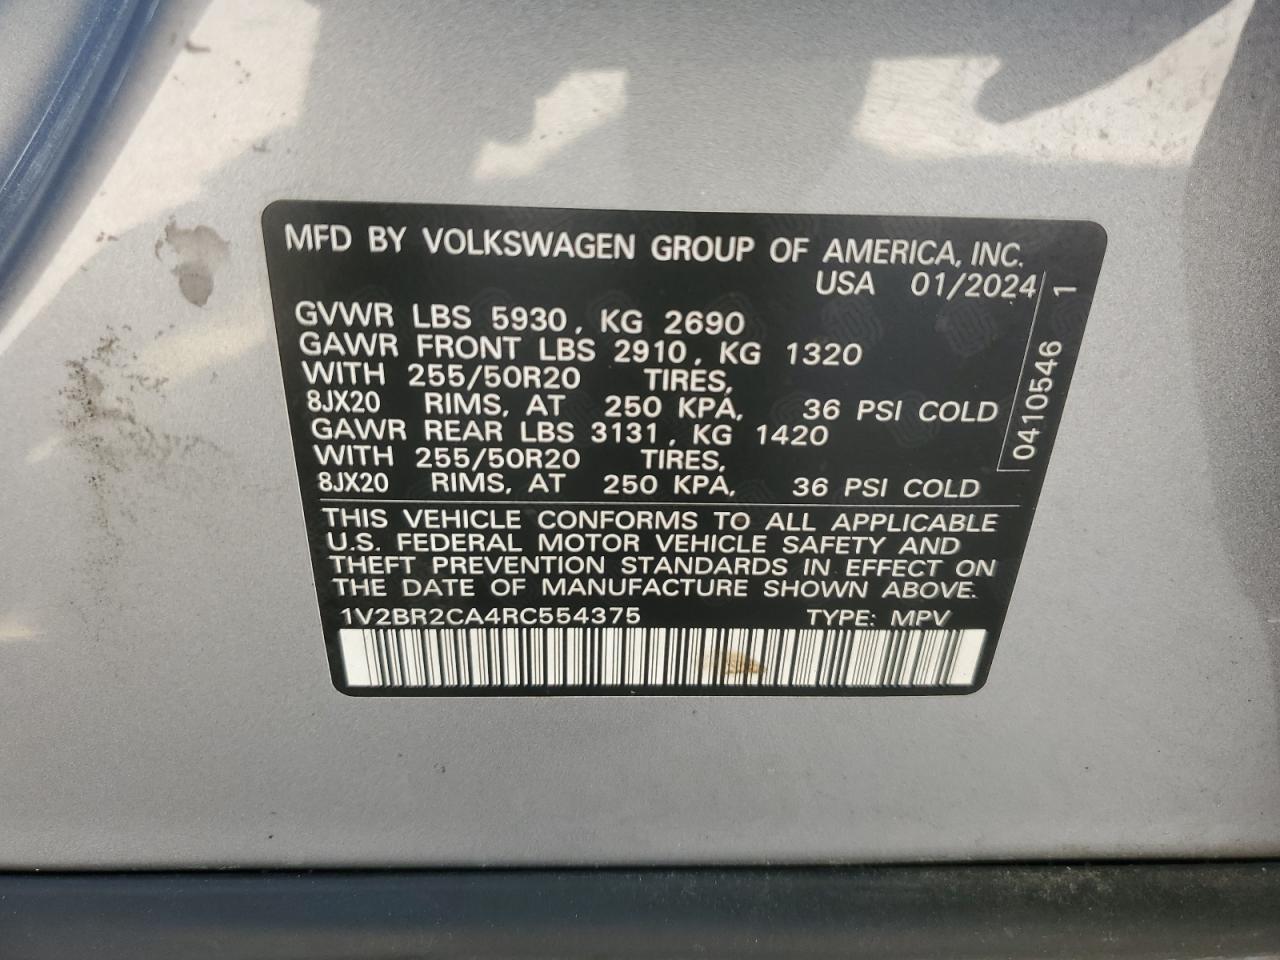 MFD BY VOLKSWAGEN GROUP OF AMERICA, INC.
USA 01/2024
GVWR LBS 5930, KG 2690
GAWR FRONT LBS 2910, KG 1320
WITH 255/50R20 TIRES,
8JX20 RIMS, AT 250 KPA, 36 PSI COLD
GAWR REAR LBS 3131, KG 1420
WITH 255/50R20 TIRES,
8JX20 RIMS, AT 250 KPA, 36 PSI COLD
0410546 1
THIS VEHICLE CONFORMS TO ALL APPLICABLE
U.S. FEDERAL MOTOR VEHICLE SAFETY AND
THEFT PREVENTION STANDARDS IN EFFECT ON
THE DATE OF MANUFACTURE SHOWN ABOVE.
1V2BR2CA4RC554375 TYPE: MPV